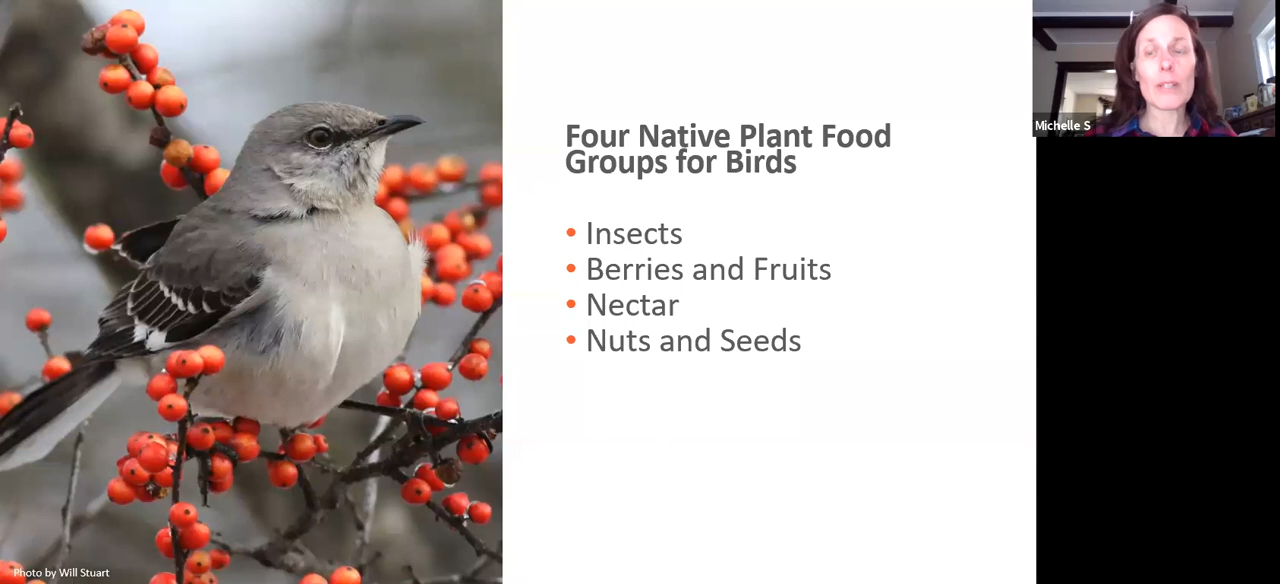 Four Native Plant Food
Groups for Birds
• Insects
• Berries and Fruits
• Nectar
• Nuts and Seeds
Michelle S
Photo by Will Stuart